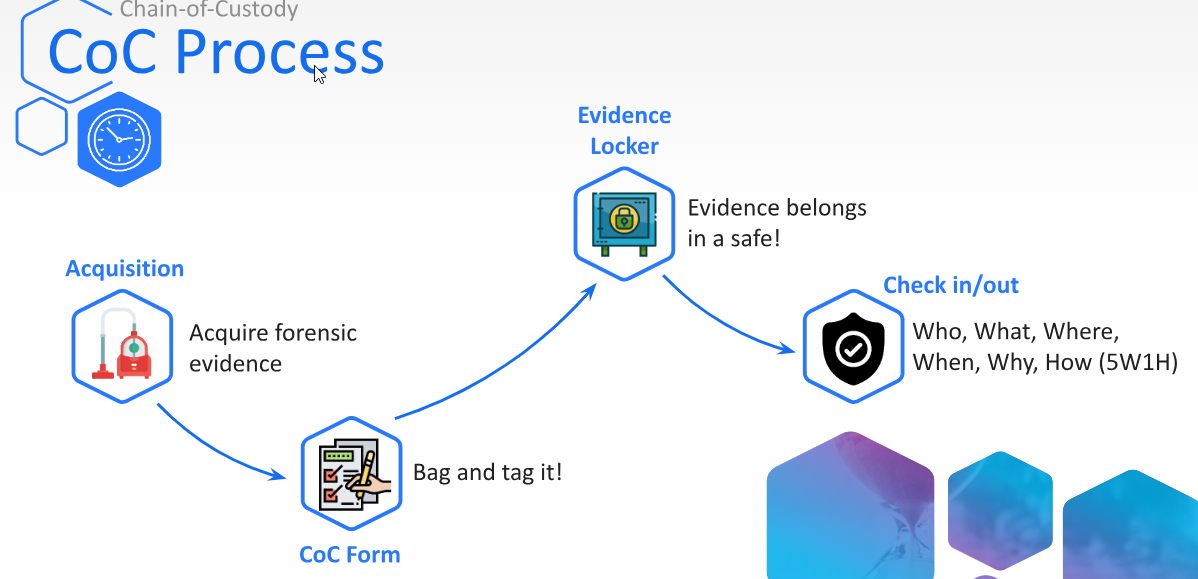 Chain-of-Custody
CoC Process
Evidence
Locker
Evidence belongs
in a safe!
Acquisition
Acquire forensic
evidence
Check in/out
Who, What, Where,
When, Why, How (5W1H)
Bag and tag it!
CoC Form